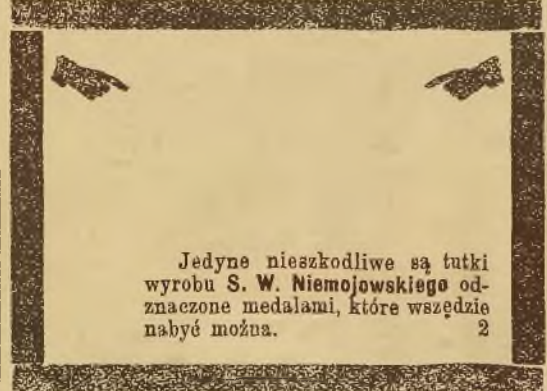 Jedyne nieszkodliwe są tutki
wyrobu S. W. Niemojowskiego od-
znaczone medalami, które wszędzie
nabyć można. 2